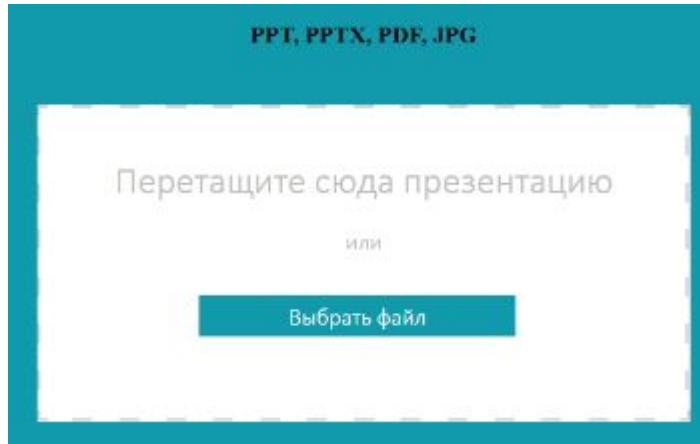 PPT, PPTX, PDF, JPG
Перетащите сюда презентацию
или
Выбрать файл